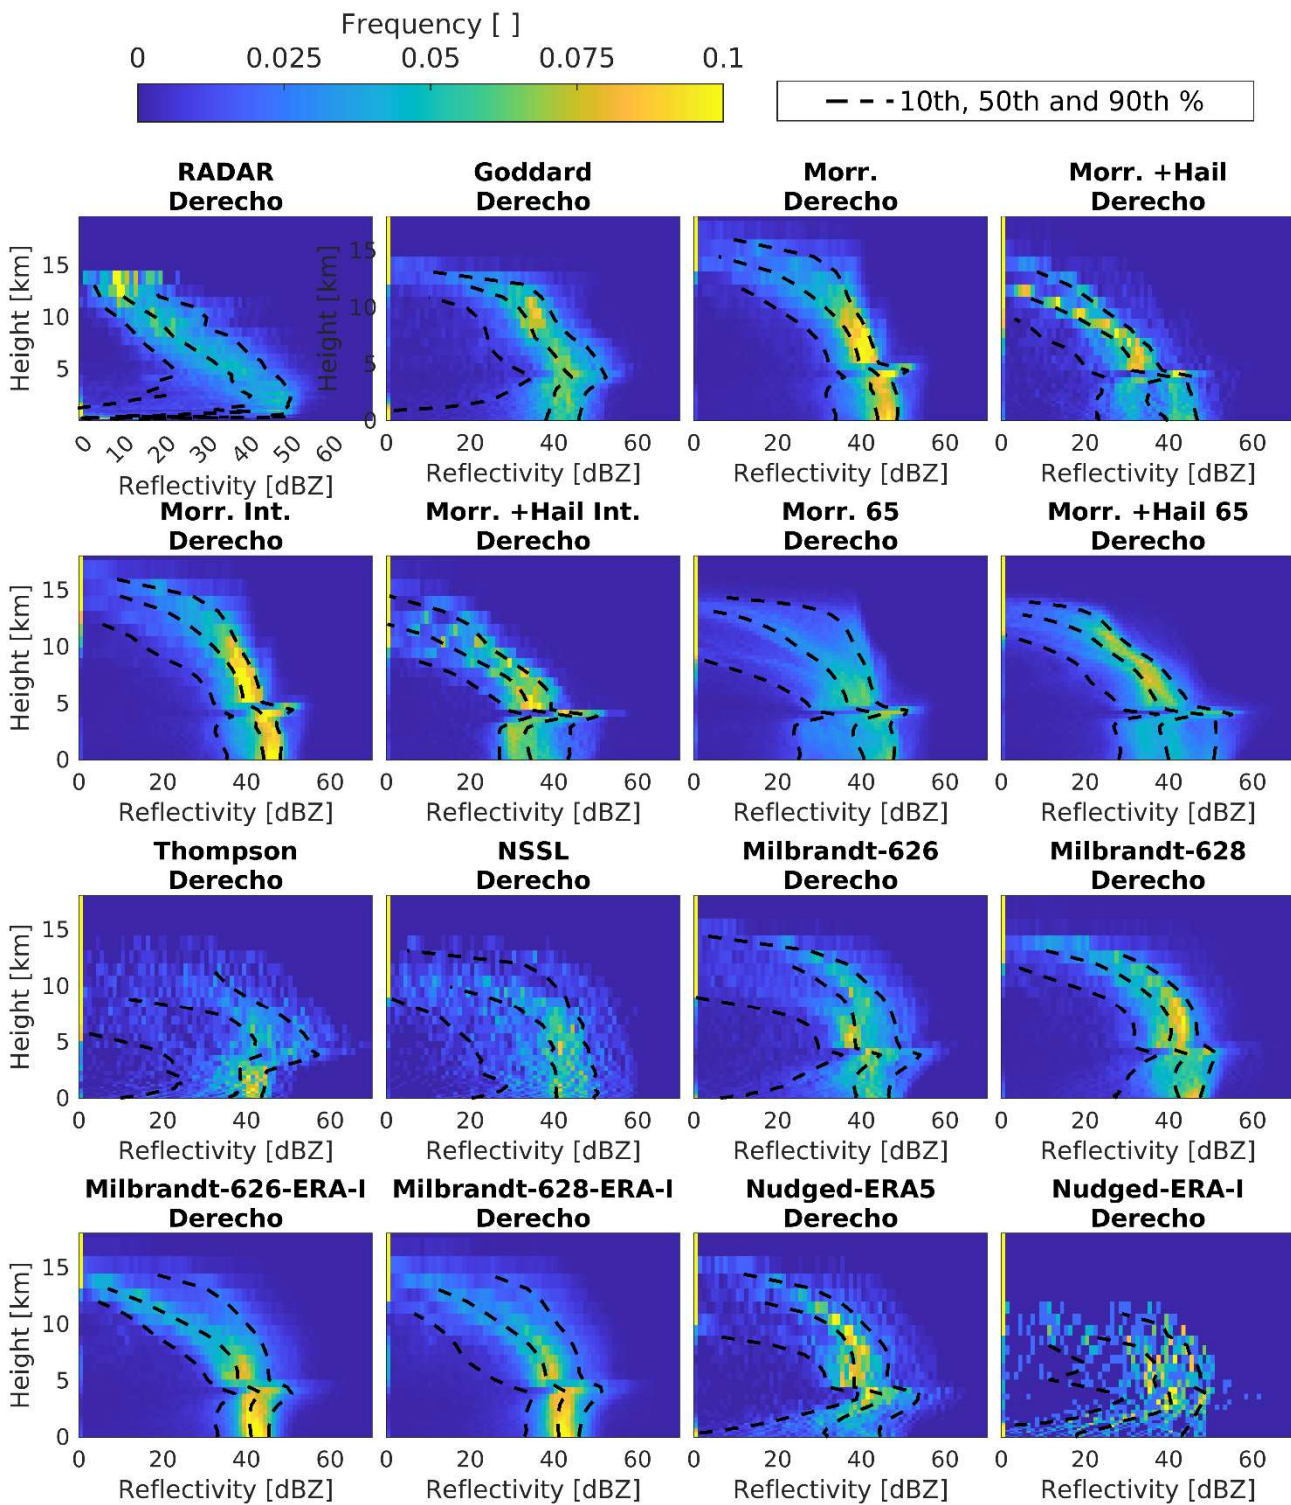 Frequency [ ]
0 0.025 0.05 0.075 0.1
10th, 50th and 90th %
RADAR
Derecho
Goddard
Derecho
Morr.
Derecho
Morr. +Hail
Derecho
Height [km]
15
10
5
0 10 20 30 40 50 60
Reflectivity [dBZ]
Height [km]
15
10
5
0
0 20 40 60
Reflectivity [dBZ]
0 20 40 60
Reflectivity [dBZ]
0 20 40 60
Reflectivity [dBZ]
Morr. Int.
Derecho
Morr. +Hail Int.
Derecho
Morr. 65
Derecho
Morr. +Hail 65
Derecho
Height [km]
15
10
5
0
0 20 40 60
Reflectivity [dBZ]
0 20 40 60
Reflectivity [dBZ]
0 20 40 60
Reflectivity [dBZ]
0 20 40 60
Reflectivity [dBZ]
Thompson
Derecho
NSSL
Derecho
Milbrandt-626
Derecho
Milbrandt-628
Derecho
Height [km]
15
10
5
0
0 20 40 60
Reflectivity [dBZ]
0 20 40 60
Reflectivity [dBZ]
0 20 40 60
Reflectivity [dBZ]
0 20 40 60
Reflectivity [dBZ]
Milbrandt-626-ERA-I
Derecho
Milbrandt-628-ERA-I
Derecho
Nudged-ERA5
Derecho
Nudged-ERA-I
Derecho
Height [km]
15
10
5
0
0 20 40 60
Reflectivity [dBZ]
0 20 40 60
Reflectivity [dBZ]
0 20 40 60
Reflectivity [dBZ]
0 20 40 60
Reflectivity [dBZ]